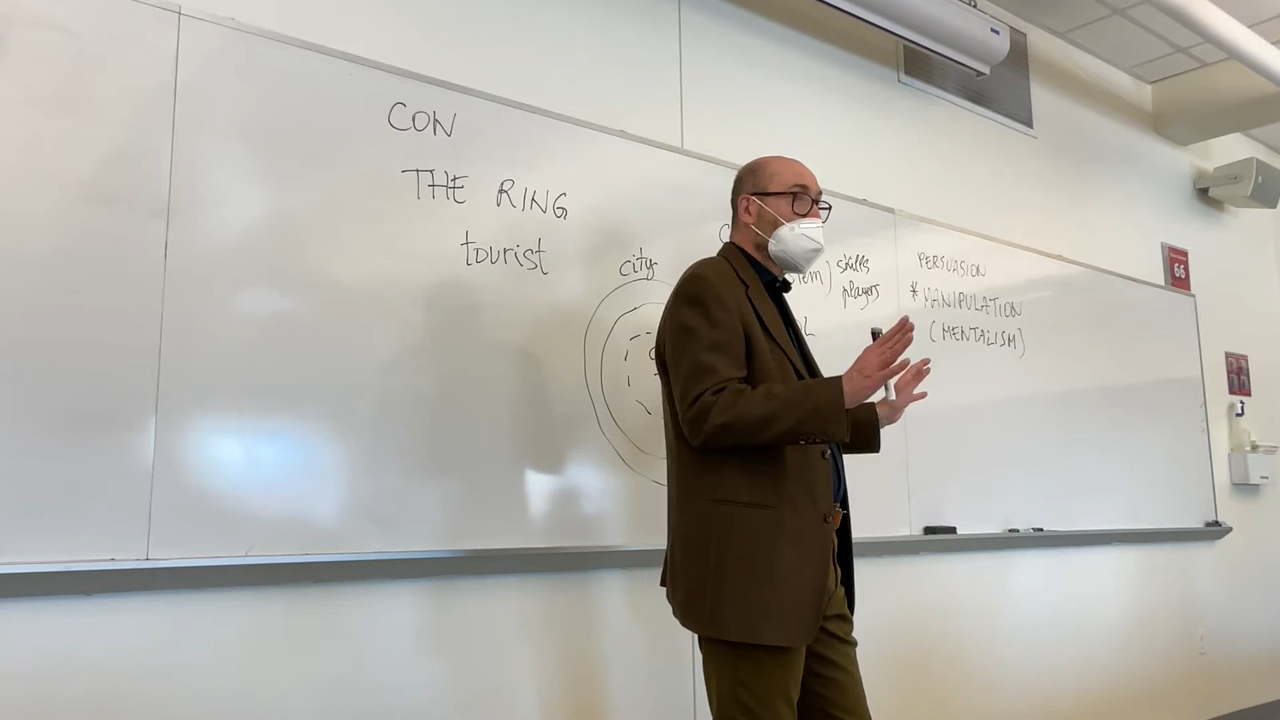 CON
THE RING
tourist
city
skills
players
PERSUASION
* MANIPULATION
(MENTALISM)
66